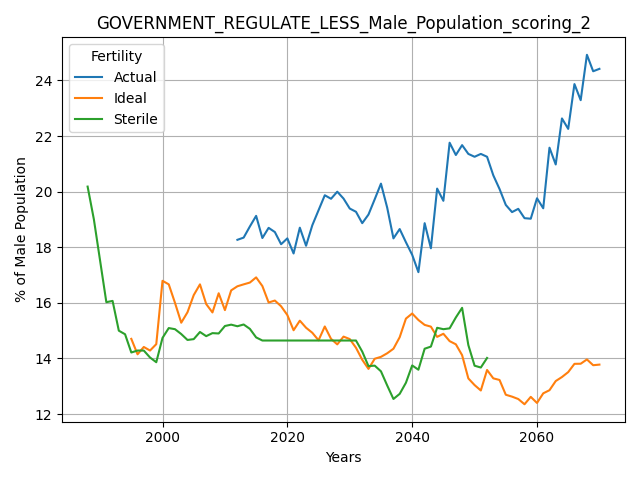 GOVERNMENT_REGULATE_LESS_Male_Population_scoring_2
Fertility
Actual
Ideal
Sterile
% of Male Population
24
22
20
18
16
14
12
2000 2020 2040 2060
Years